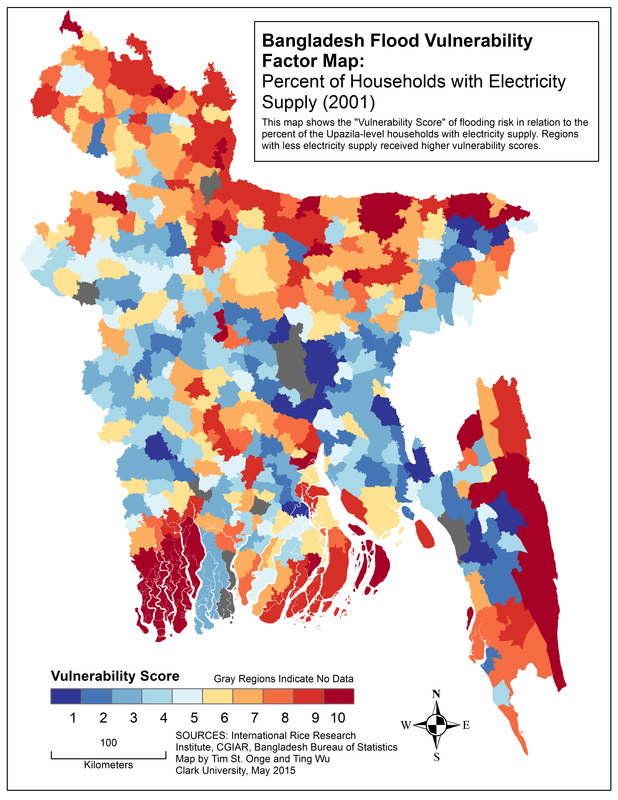 Bangladesh Flood Vulnerability
Factor Map:
Percent of Households with Electricity
Supply (2001)
This map shows the "Vulnerability Score" of flooding risk in relation to the
percent of the Upazila-level households with electricity supply. Regions
with less electricity supply received higher vulnerability scores.
Vulnerability Score
Gray Regions Indicate No Data
1 2 3 4 5 6 7 8 9 10
100
Kilometers
SOURCES: International Rice Research
Institute, CGIAR, Bangladesh Bureau of Statistics
Map by Tim St. Onge and Ting Wu
Clark University, May 2015
N
W E
S